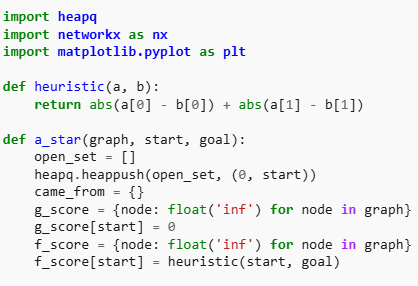 import heapq
import networkx as nx
import matplotlib.pyplot as plt

def heuristic(a, b):
    return abs(a[0] - b[0]) + abs(a[1] - b[1])

def a_star(graph, start, goal):
    open_set = []
    heapq.heappush(open_set, (0, start))
    came_from = {}
    g_score = {node: float('inf') for node in graph}
    g_score[start] = 0
    f_score = {node: float('inf') for node in graph}
    f_score[start] = heuristic(start, goal)